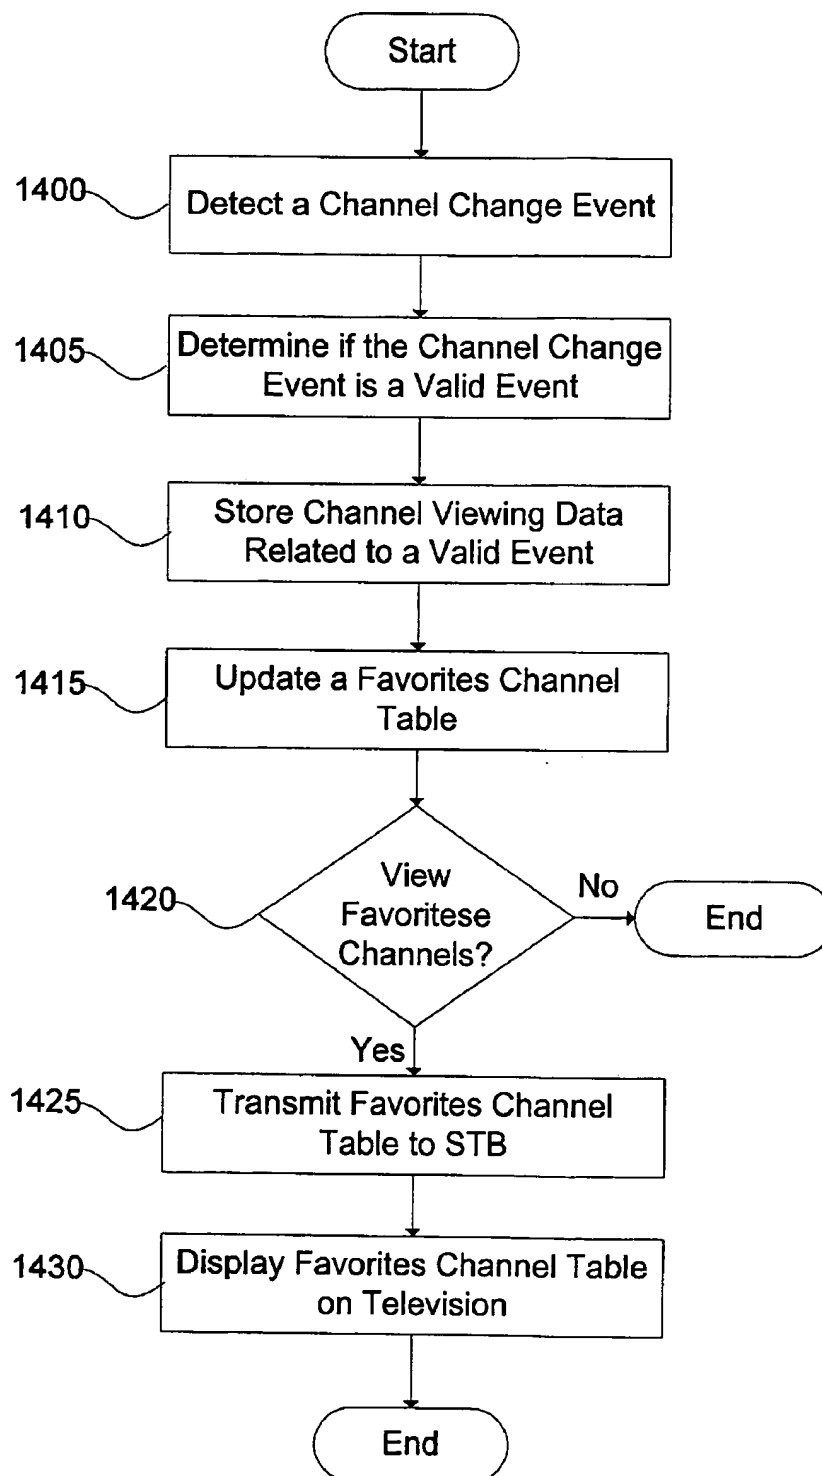 Start
1400
Detect a Channel Change Event
1405
Determine if the Channel Change
Event is a Valid Event
1410
Store Channel Viewing Data
Related to a Valid Event
1415
Update a Favorites Channel
Table
1420
View
Favoritese
Channels?
No
End
Yes
1425
Transmit Favorites Channel
Table to STB
1430
Display Favorites Channel Table
on Television
End